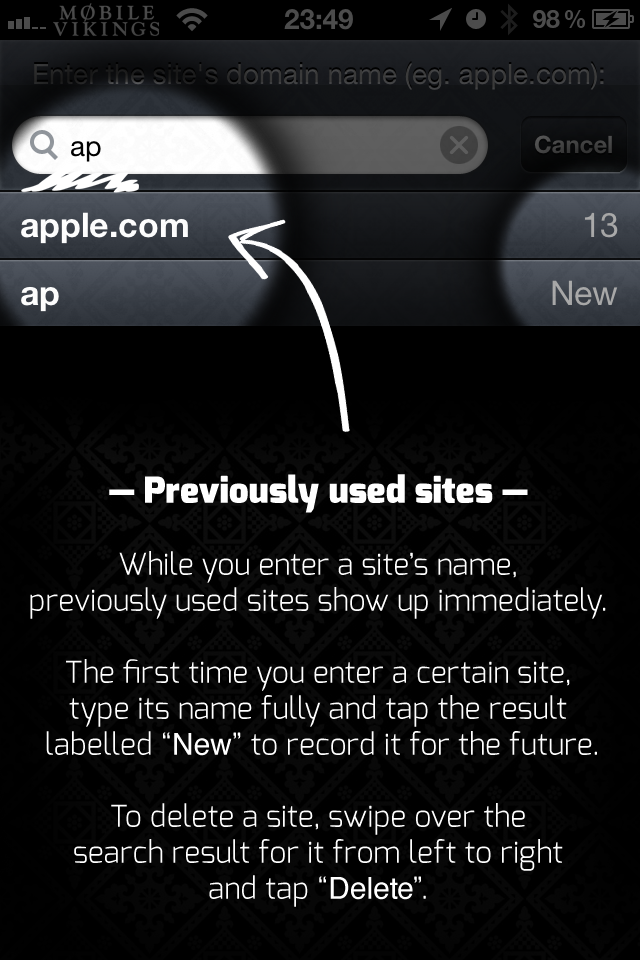 MØBILE
VIKINGS
23:49
98 %
Enter the site's domain name (eg. apple.com):
ap
Cancel
apple.com
13
ap
New
— Previously used sites —
While you enter a site’s name,
previously used sites show up immediately.
The first time you enter a certain site,
type its name fully and tap the result
labelled “New” to record it for the future.
To delete a site, swipe over the
search result for it from left to right
and tap “Delete”.